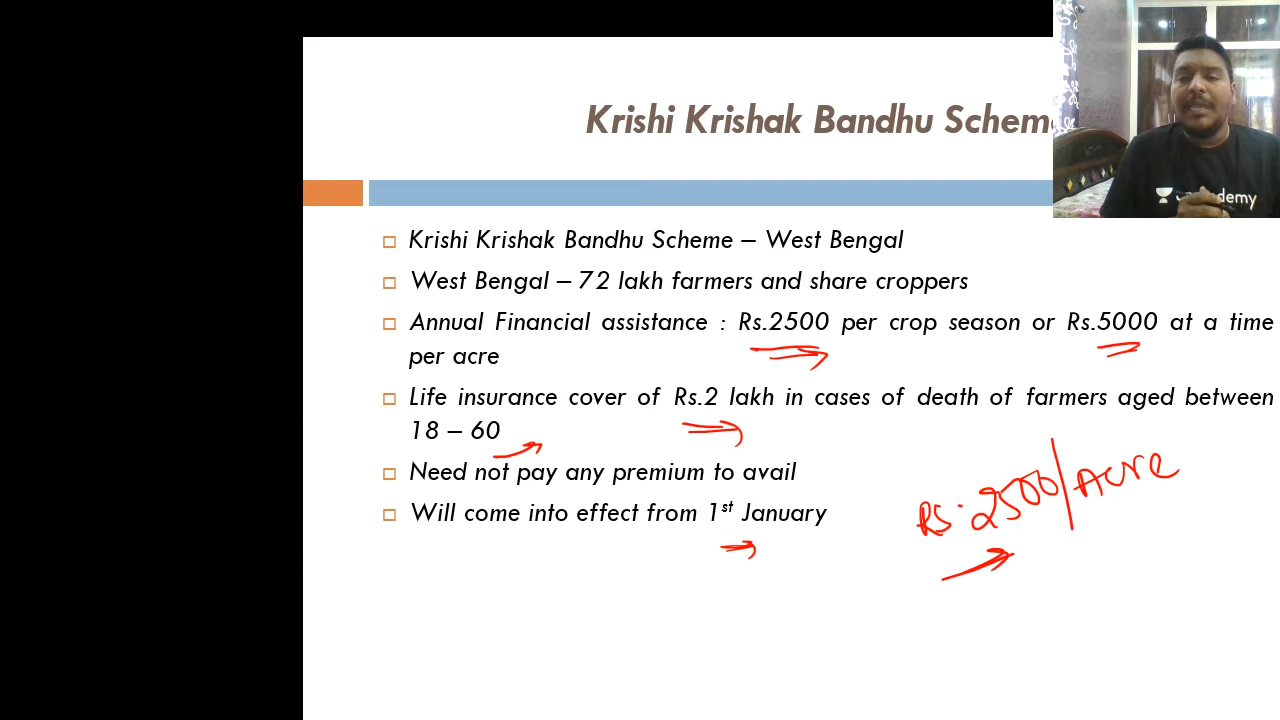 Krishi Krishak Bandhu Scheme
Krishi Krishak Bandhu Scheme – West Bengal
West Bengal – 72 lakh farmers and share croppers
Annual Financial assistance : Rs.2500 per crop season or Rs.5000 at a time
per acre
Life insurance cover of Rs.2 lakh in cases of death of farmers aged between
18 – 60
Need not pay any premium to avail
Will come into effect from 1st January
Rs.2500/Acre